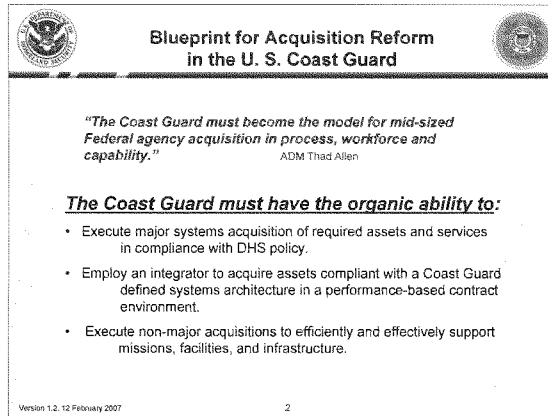 Blueprint for Acquisition Reform
in the U. S. Coast Guard
"The Coast Guard must become the model for mid-sized
Federal agency acquisition in process, workforce and
capability." ADM Thad Allen
The Coast Guard must have the organic ability to:
• Execute major systems acquisition of required assets and services
in compliance with DHS policy.
• Employ an integrator to acquire assets compliant with a Coast Guard
defined systems architecture in a performance-based contract
environment.
• Execute non-major acquisitions to efficiently and effectively support
missions, facilities, and infrastructure.
Version 1.2. 12 February 2007 2